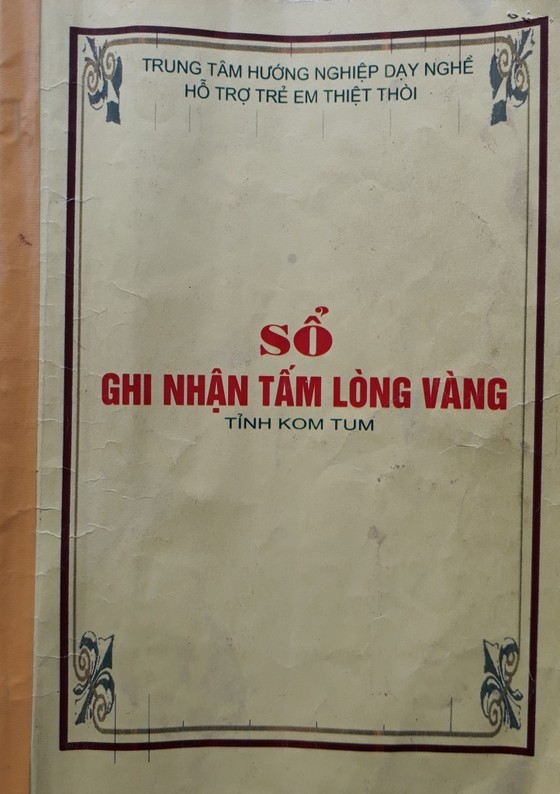 TRUNG TÂM HƯỚNG NGHIỆP DẠY NGHỀ
HỖ TRỢ TRẺ EM THIỆT THÒI
SỔ
GHI NHẬN TẤM LÒNG VÀNG
TỈNH KOM TUM